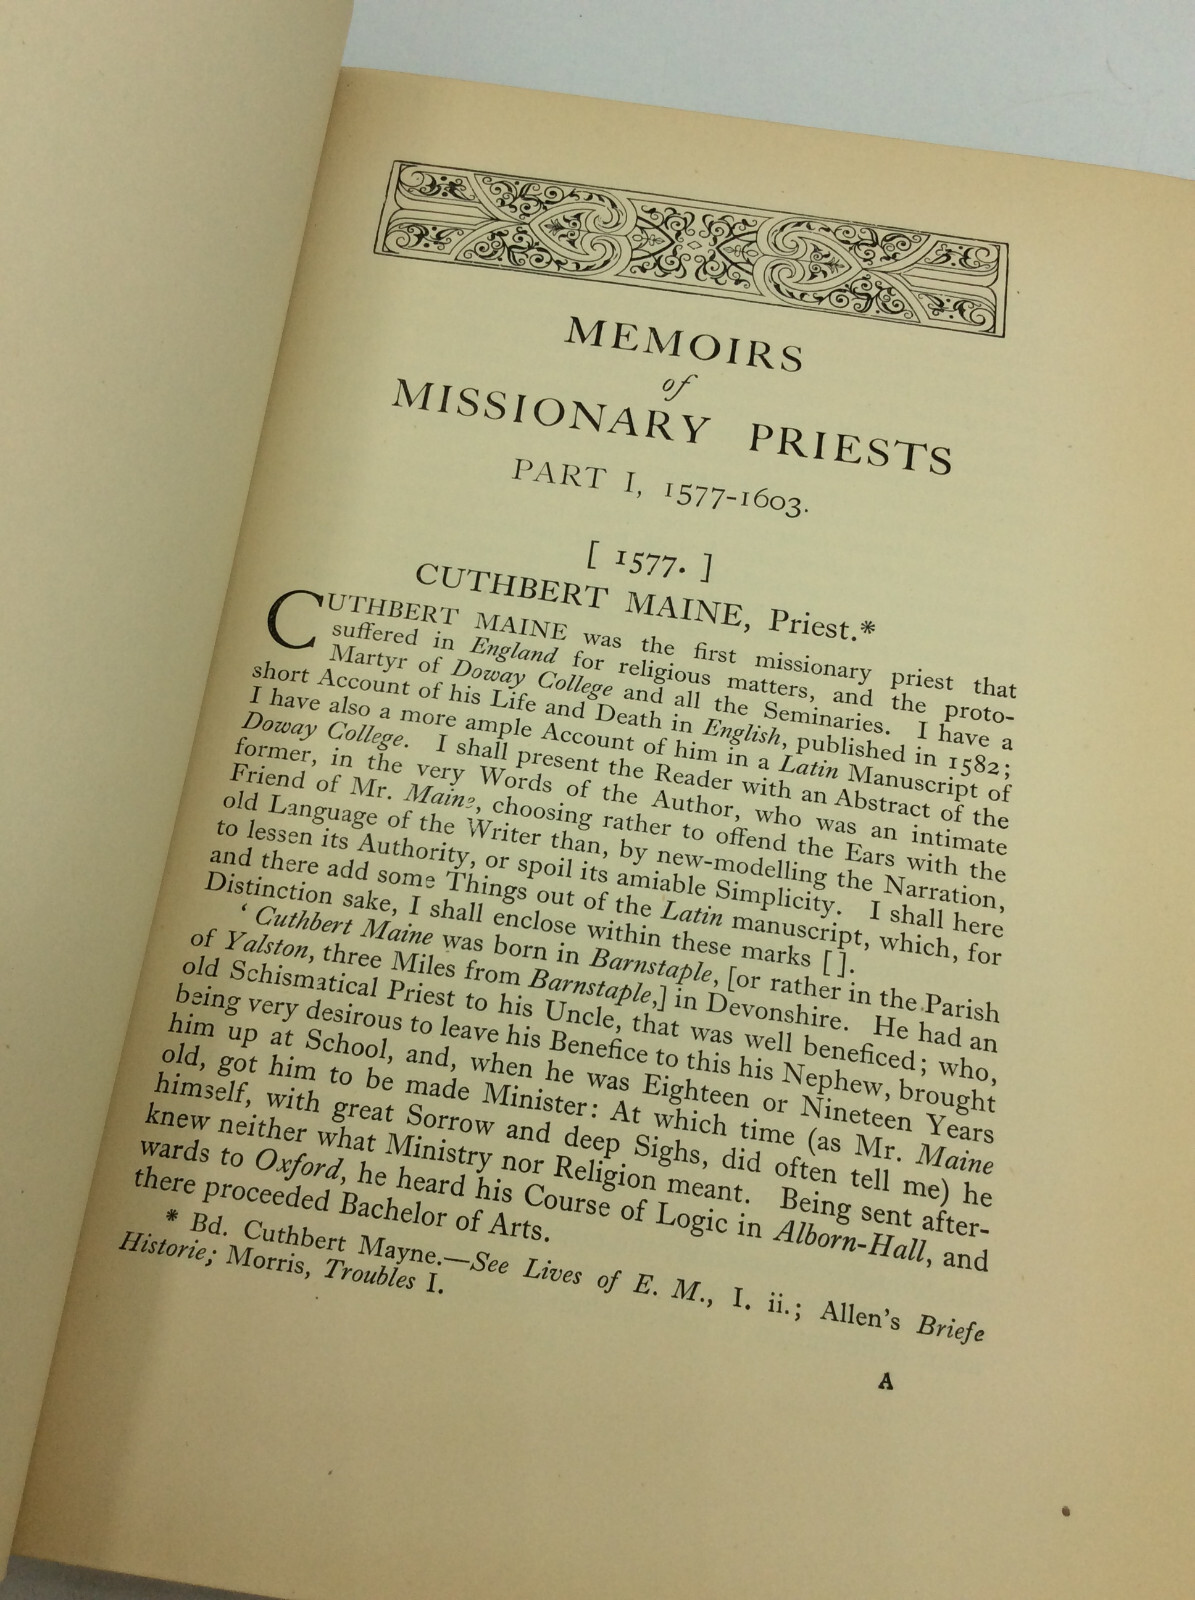 MEMOIRS
of
MISSIONARY PRIESTS
PART I, 1577-1603.
[ 1577. ]
CUTHBERT MAINE, Priest.*
CUTHBERT MAINE was the first missionary priest that
suffered in England for religious matters, and the proto-
Martyr of Doway College and all the Seminaries. I have a
short Account of his Life and Death in English, published in 1582;
I have also a more ample Account of him in a Latin Manuscript of
Doway College. I shall present the Reader with an Abstract of the
former, in the very Words of the Author, who was an intimate
Friend of Mr. Maine, choosing rather to offend the Ears with the
old Language of the Writer than, by new-modelling the Narration,
to lessen its Authority, or spoil its amiable Simplicity. I shall here
and there add some Things out of the Latin manuscript, which, for
Distinction sake, I shall enclose within these marks [ ].
‘ Cuthbert Maine was born in Barnstaple, [or rather in the Parish
of Yalston, three Miles from Barnstaple,] in Devonshire. He had an
old Schismatical Priest to his Uncle, that was well beneficed; who,
being very desirous to leave his Benefice to this his Nephew, brought
him up at School, and, when he was Eighteen or Nineteen Years
old, got him to be made Minister: At which time (as Mr. Maine
himself, with great Sorrow and deep Sighs, did often tell me) he
knew neither what Ministry nor Religion meant. Being sent after-
wards to Oxford, he heard his Course of Logic in Alborn-Hall, and
there proceeded Bachelor of Arts.
* Bd. Cuthbert Mayne.—See Lives of E. M., I. ii.; Allen's Briefe
Historie; Morris, Troubles I.
A